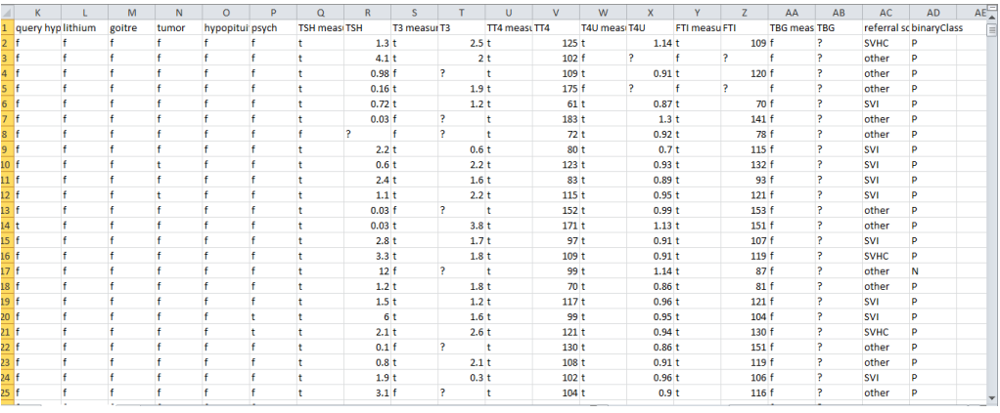 K L M N O P Q R S T U V W X Y Z AA AB AC AD AE
1 query hyp lithium goitre tumor hypopituit psych TSH measu TSH T3 measur T3 TT4 measu TT4 T4U measu T4U FTI measu FTI TBG meas TBG referral so binaryClass
2 f f f f f f t 1.3 t 2.5 t 125 t 1.14 t 109 f ? SVHC P
3 f f f f f f t 4.1 t 2 t 102 f ? f ? f ? other P
4 f f f f f f t 0.98 f ? t 109 t 0.91 t 120 f ? other P
5 f f f f f f t 0.16 t 1.9 t 175 f ? f ? f ? other P
6 f f f f f f t 0.72 t 1.2 t 61 t 0.87 t 70 f ? SVI P
7 f f f f f f t 0.03 f ? t 183 t 1.3 t 141 f ? other P
8 f f f f f f f ? f ? t 72 t 0.92 t 78 f ? other P
9 f f f f f f t 2.2 t 0.6 t 80 t 0.7 t 115 f ? SVI P
10 f f f t f f t 0.6 t 2.2 t 123 t 0.93 t 132 f ? SVI P
11 f f f f f f t 2.4 t 1.6 t 83 t 0.89 t 93 f ? SVI P
12 f f f t f f t 1.1 t 2.2 t 115 t 0.95 t 121 f ? SVI P
13 f f f f f f t 0.03 f ? t 152 t 0.99 t 153 f ? other P
14 t f f f f f t 0.03 t 3.8 t 171 t 1.13 t 151 f ? other P
15 f f f f f f t 2.8 t 1.7 t 97 t 0.91 t 107 f ? SVI P
16 f f f f f f t 3.3 t 1.8 t 109 t 0.91 t 119 f ? SVHC P
17 f f f f f f t 12 f ? t 99 t 1.14 t 87 f ? other N
18 f f f f f f t 1.2 t 1.8 t 70 t 0.86 t 81 f ? other P
19 f f f f f f t 1.5 t 1.2 t 117 t 0.96 t 121 f ? SVI P
20 f f f f f t t 6 t 1.6 t 99 t 0.95 t 104 f ? SVI P
21 f f f f f t t 2.1 t 2.6 t 121 t 0.94 t 130 f ? SVHC P
22 f f f f f f t 0.1 f ? t 130 t 0.86 t 151 f ? other P
23 f f f f f f t 0.8 t 2.1 t 108 t 0.91 t 119 f ? other P
24 f f f f f f t 1.9 t 0.3 t 102 t 0.96 t 106 f ? SVI P
25 f f f f f f t 3.1 f ? t 104 t 0.9 t 116 f ? other P